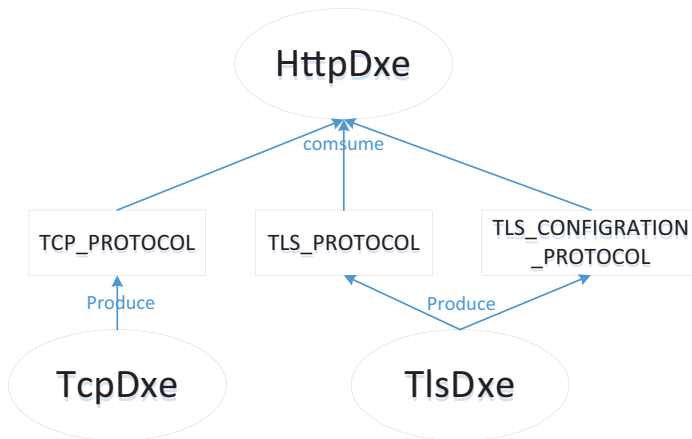 HttpDxe
comsume
TCP_PROTOCOL
TLS_PROTOCOL
TLS_CONFIGRATION
_PROTOCOL
Produce
Produce
TcpDxe
TlsDxe